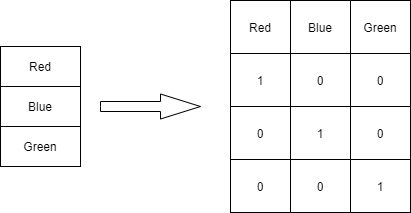 Red
Blue
Green
Red Blue Green
1 0 0
0 1 0
0 0 1